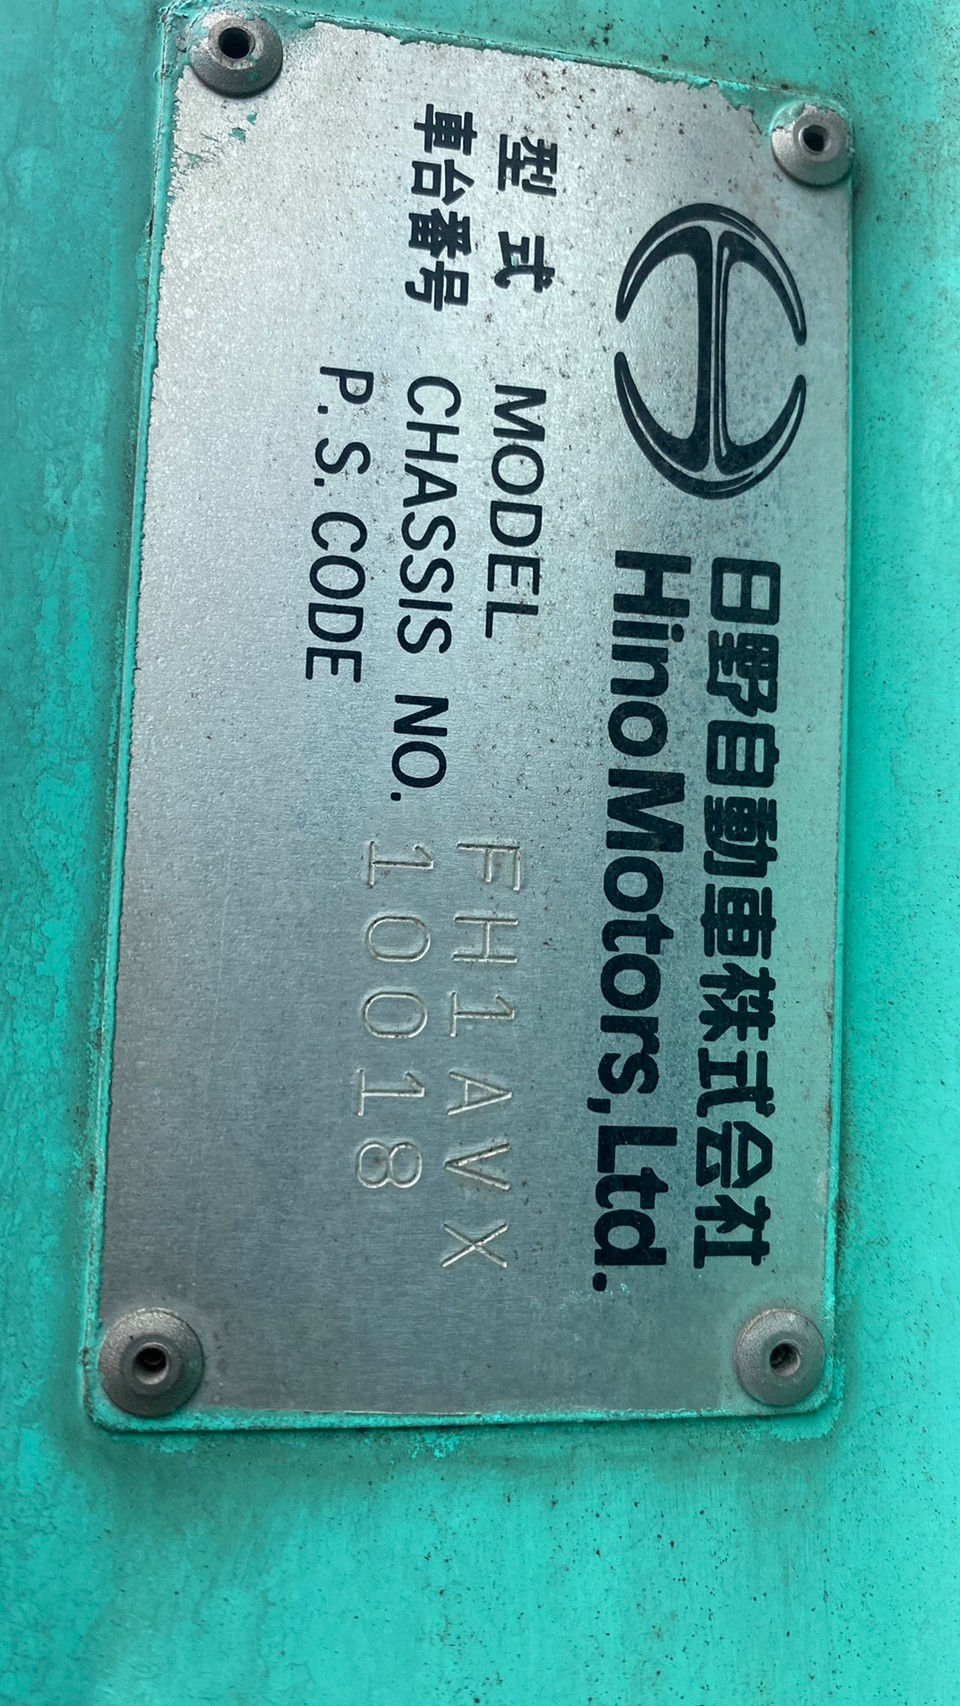 日野自動車株式会社
Hino Motors, Ltd.
型式 MODEL FH1AVX
車台番号 CHASSIS NO. 10018
P. S. CODE